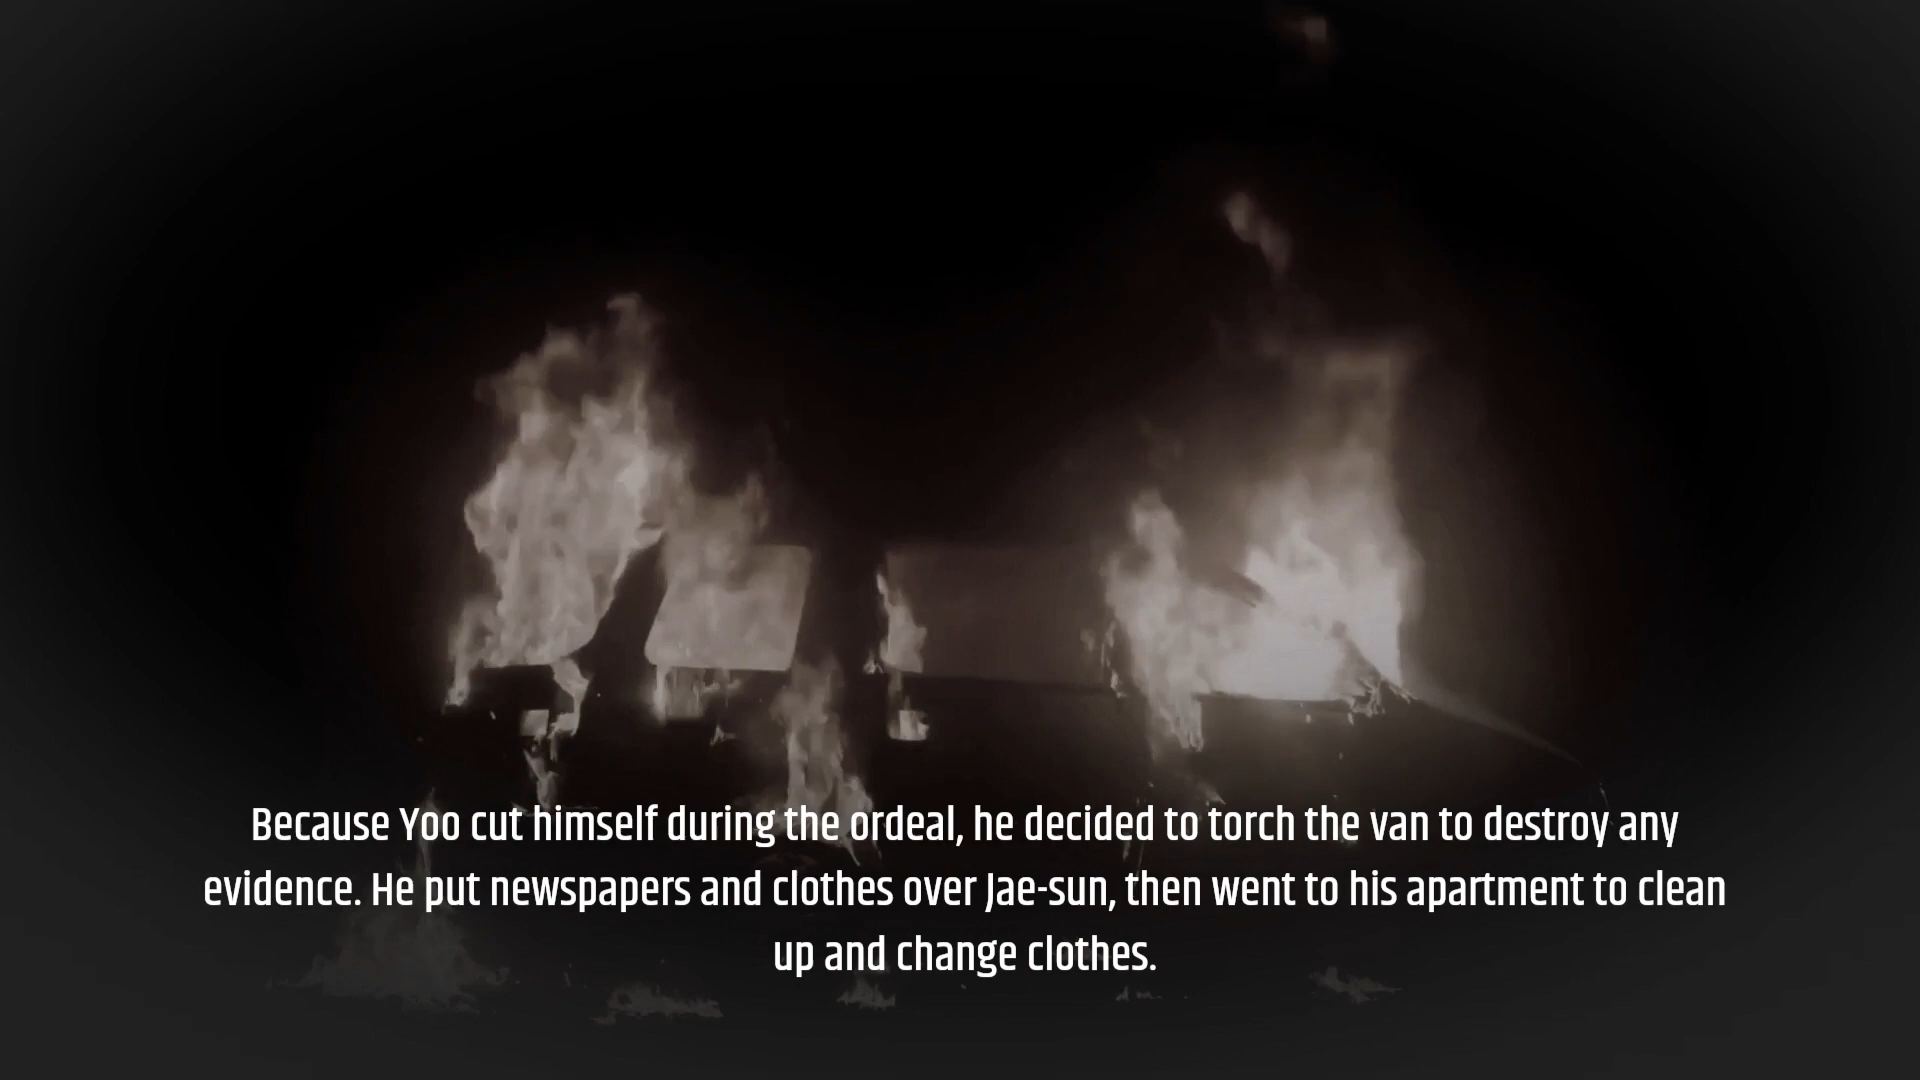 Because Yoo cut himself during the ordeal, he decided to torch the van to destroy any
evidence. He put newspapers and clothes over Jae-sun, then went to his apartment to clean
up and change clothes.